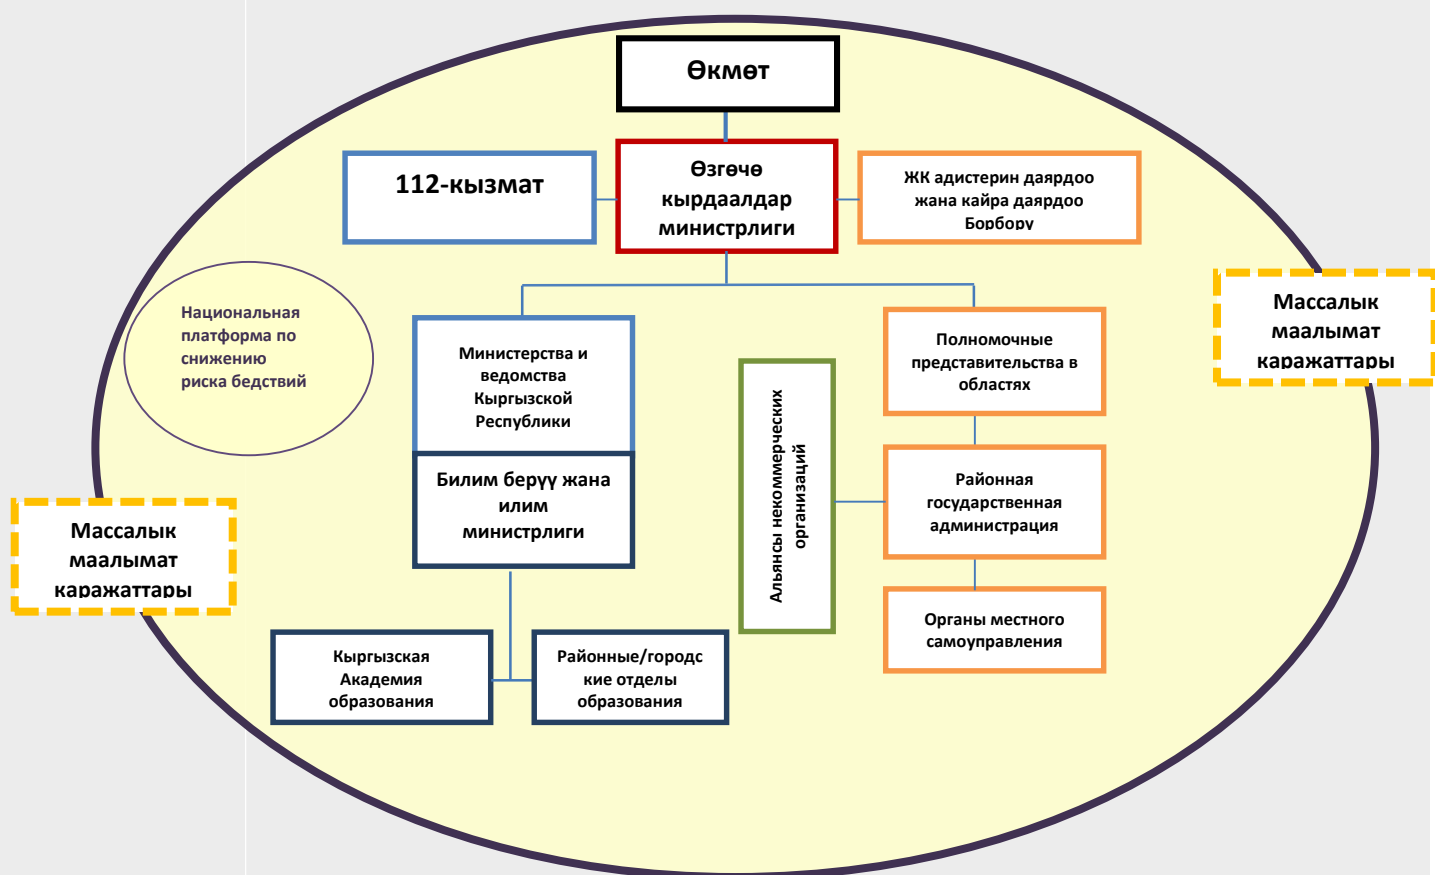 Өкмөт
112-кызмат
Өзгөчө
кырдаалдар
министрлиги
ЖК адистерин даярдоо
жана кайра даярдоо
Борбору
Национальная
платформа по
снижению
риска бедствий
Массалык
маалымат
каражаттары
Министерства и
ведомства
Кыргызской
Республики
Полномочные
представительства в
областях
Альянсы некоммерческих
организаций
Билим берүү жана
илим
министрлиги
Районная
государственная
администрация
Массалык
маалымат
каражаттары
Органы местного
самоуправления
Кыргызская
Академия
образования
Районные/городс
кие отделы
образования